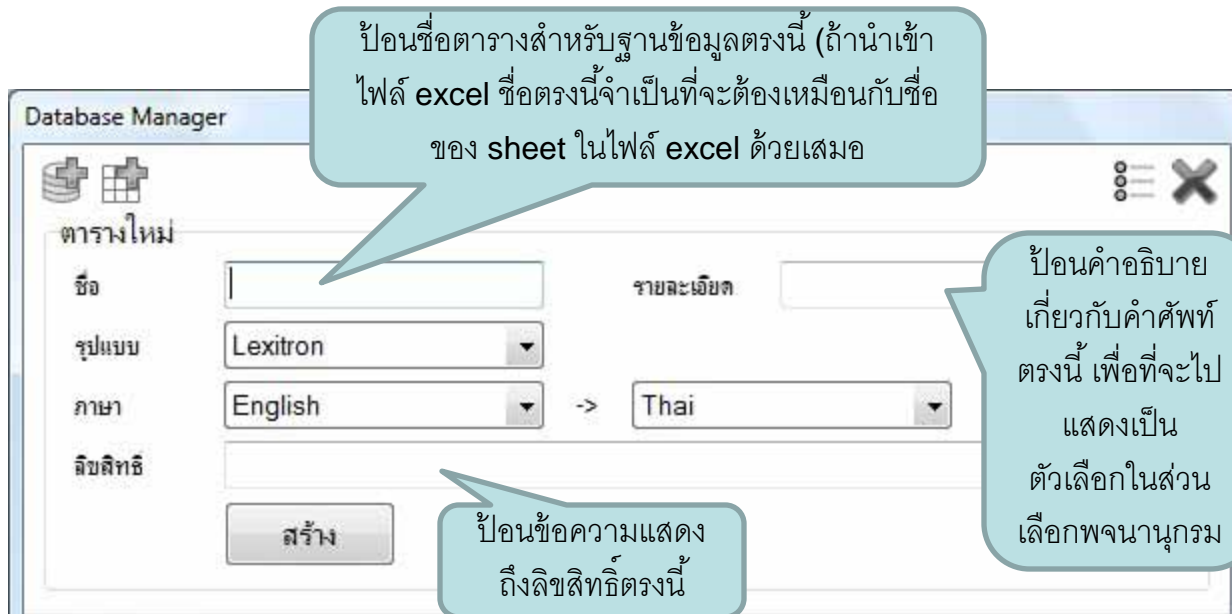 ป้อนชื่อตารางสำหรับฐานข้อมูลตรงนี้ (ถ้านำเข้า
ไฟล์ excel ชื่อตรงนี้จำเป็นที่จะต้องเหมือนกับชื่อ
ของ sheet ในไฟล์ excel ด้วยเสมอ
Database Manager
ตารางใหม่
ชื่อ
รายละเอียด
ป้อนคำอธิบาย
เกี่ยวกับคำศัพท์
ตรงนี้ เพื่อที่จะไป
แสดงเป็น
ตัวเลือกในส่วน
เลือกพจนานุกรม
รูปแบบ Lexitron
ภาษา English -> Thai
ลิขสิทธิ์
สร้าง
ป้อนข้อความแสดง
ถึงลิขสิทธิ์ตรงนี้